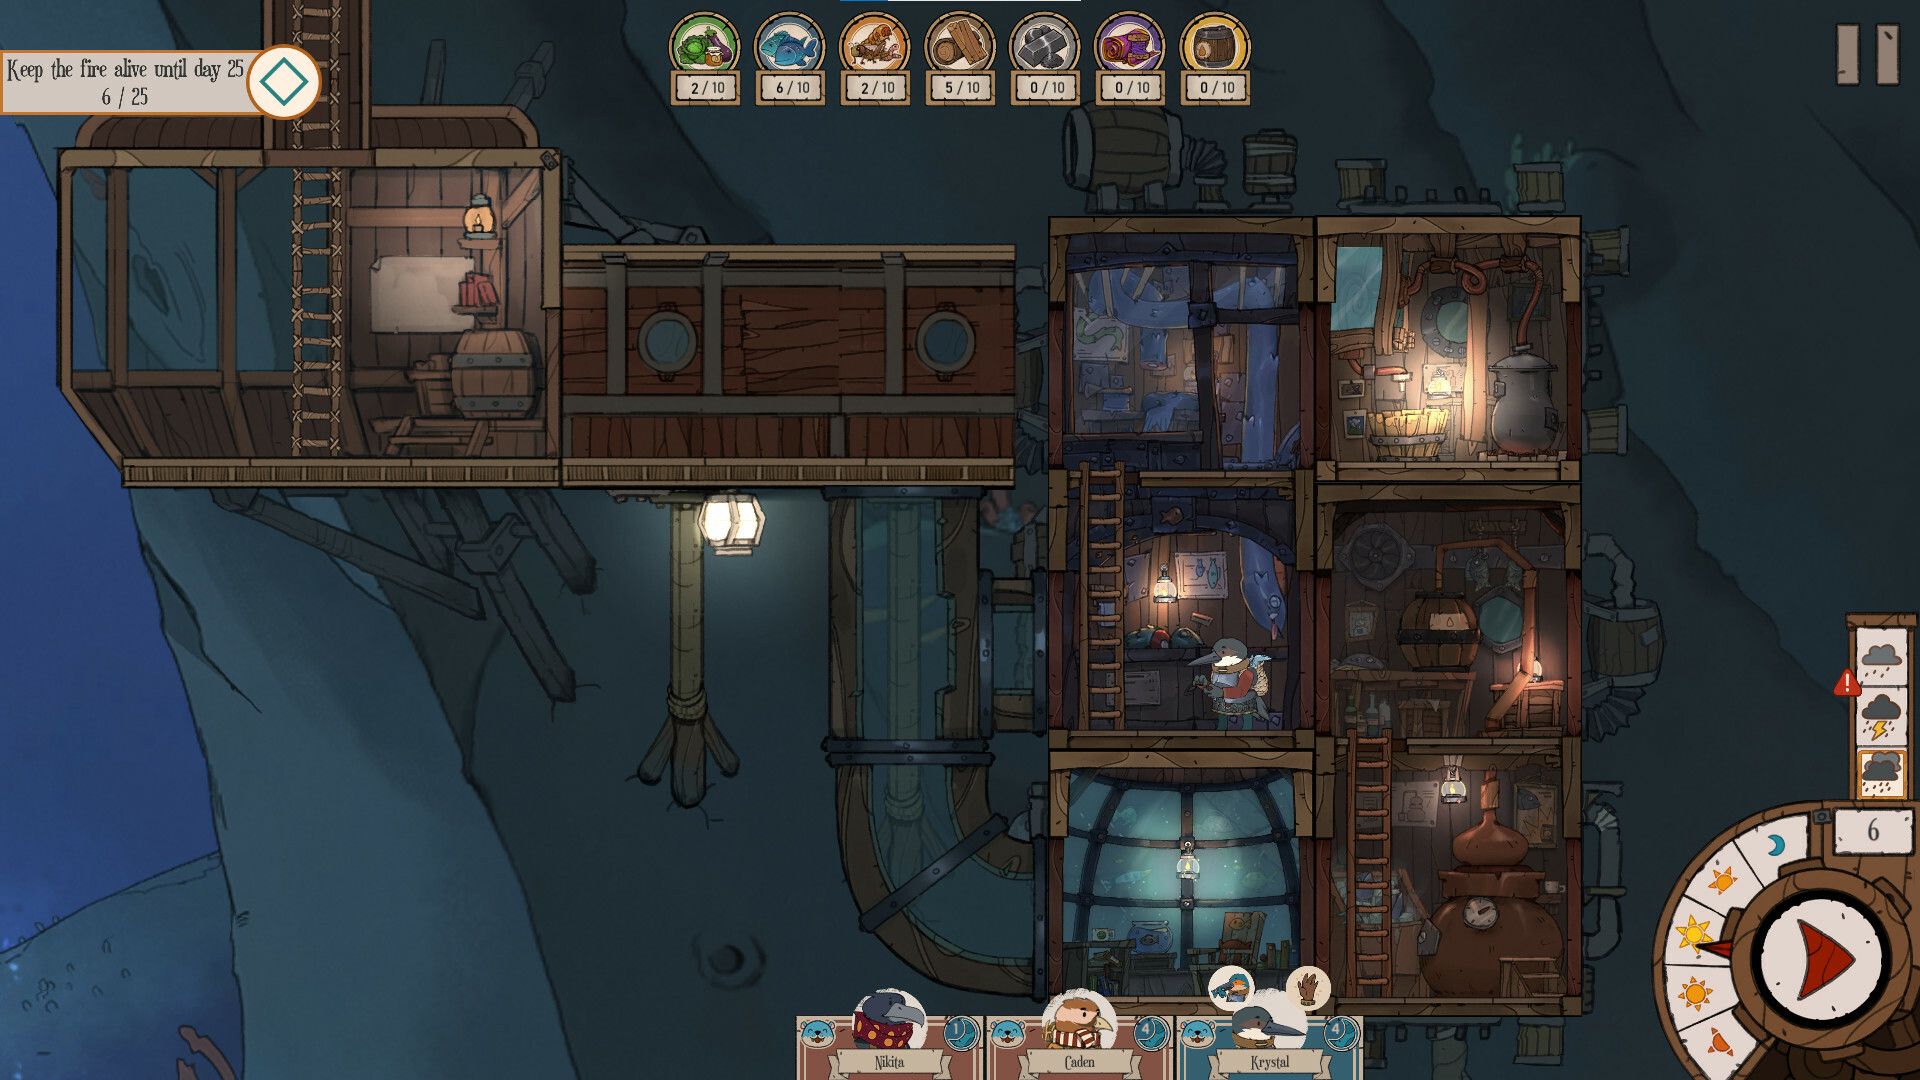 Keep the fire alive until day 25
6 / 25
2 / 10
6 / 10
2 / 10
5 / 10
0 / 10
0 / 10
0 / 10
!
6
1
4
4
Nikita
Caden
Krystal